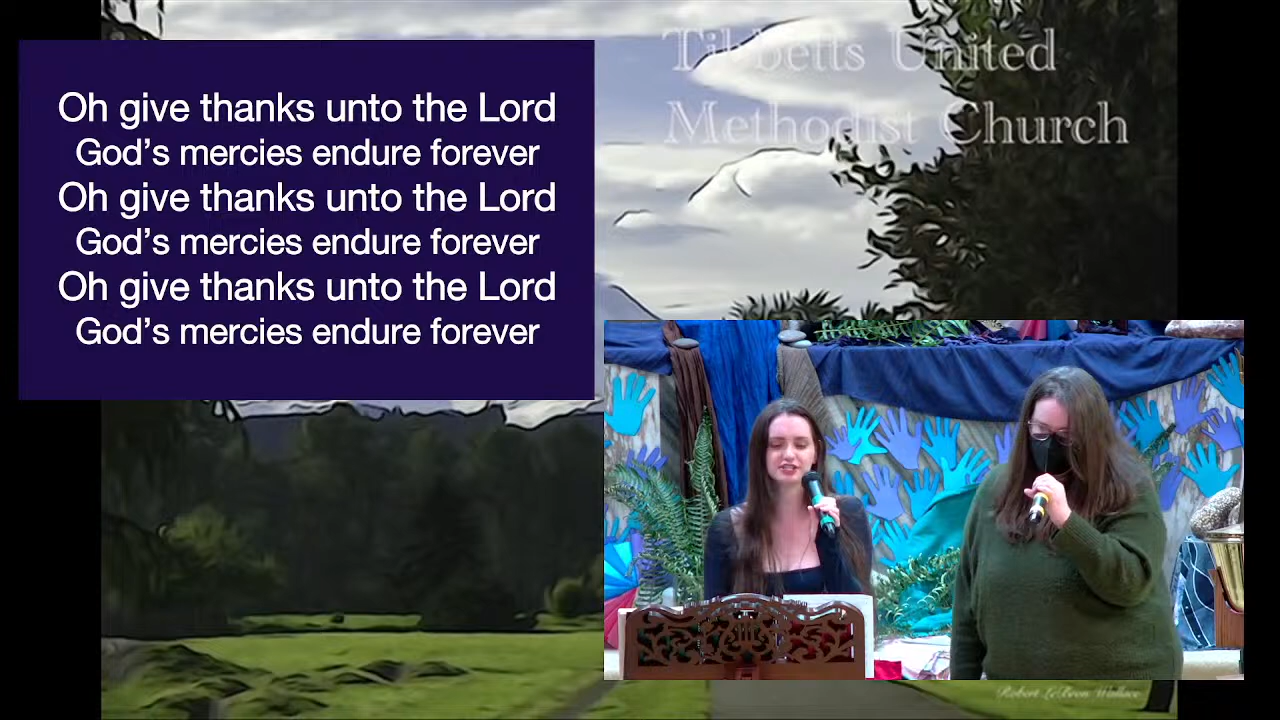 Oh give thanks unto the Lord
God's mercies endure forever
Oh give thanks unto the Lord
God's mercies endure forever
Oh give thanks unto the Lord
God's mercies endure forever
Tibbetts United
Methodist Church
Robert LeBron Wallace